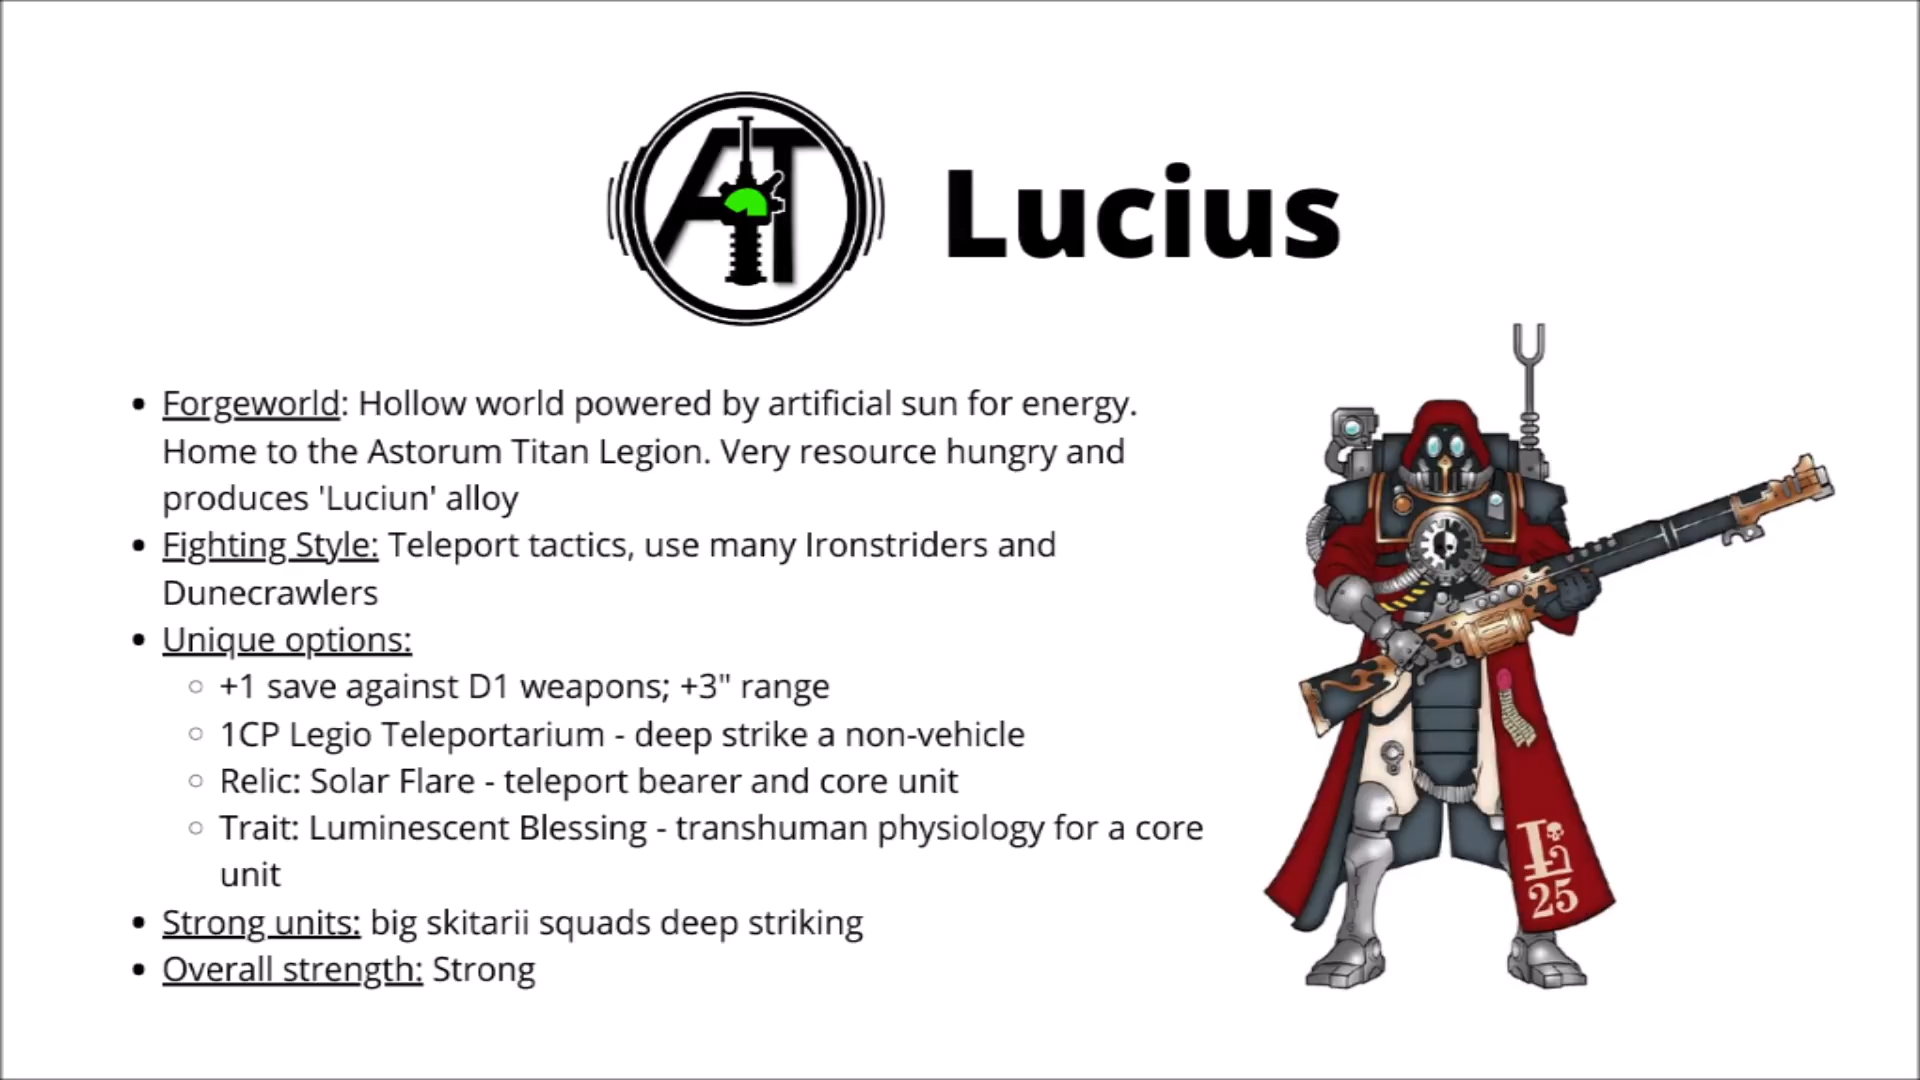 AT
Lucius
• Forgeworld: Hollow world powered by artificial sun for energy.
Home to the Astorum Titan Legion. Very resource hungry and
produces 'Luciun' alloy
• Fighting Style: Teleport tactics, use many Ironstriders and
Dunecrawlers
• Unique options:
○ +1 save against D1 weapons; +3" range
○ 1CP Legio Teleportarium - deep strike a non-vehicle
○ Relic: Solar Flare - teleport bearer and core unit
○ Trait: Luminescent Blessing - transhuman physiology for a core
unit
• Strong units: big skitarii squads deep striking
• Overall strength: Strong
L2
25